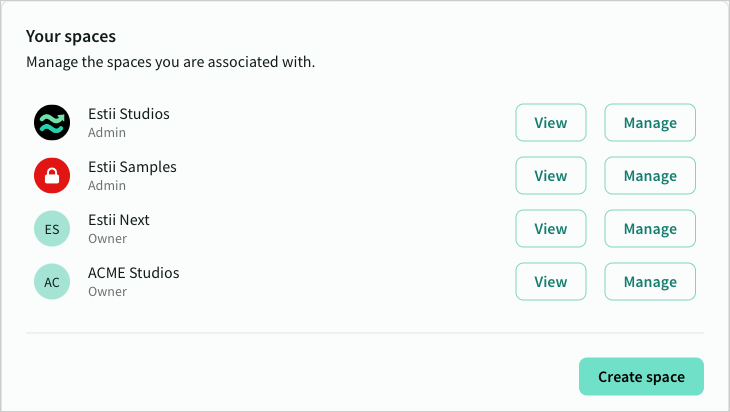 Your spaces
Manage the spaces you are associated with.
Estii Studios
Admin
View
Manage
Estii Samples
Admin
View
Manage
ES
Estii Next
Owner
View
Manage
AC
ACME Studios
Owner
View
Manage
Create space